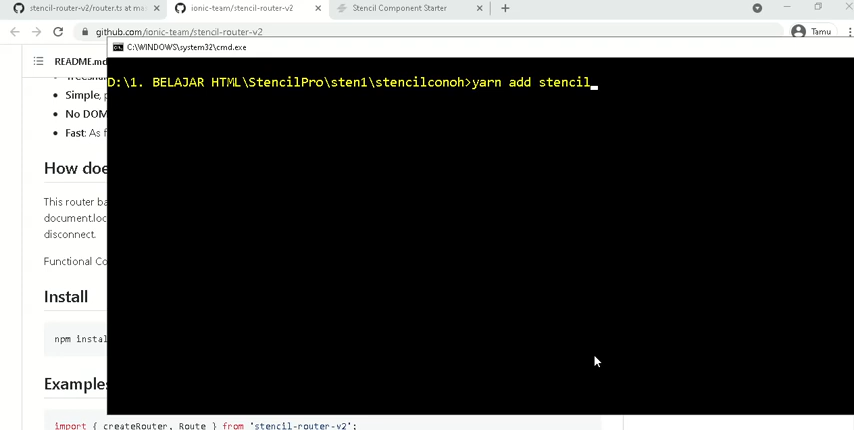 stencil-router-v2/router.ts at ma
ionic-team/stencil-router-v2
Stencil Component Starter
github.com/ionic-team/stencil-router-v2
Tamu
C:\WINDOWS\system32\cmd.exe
README.md
D:\1. BELAJAR HTML\StencilPro\sten1\stencilconoh>yarn add stencil
Simple, p
No DOM
Fast: As f
How doe
This router ba
document.loc
disconnect.
Functional Co
Install
npm instal
Examples
import { createRouter, Route } from 'stencil-router-v2';